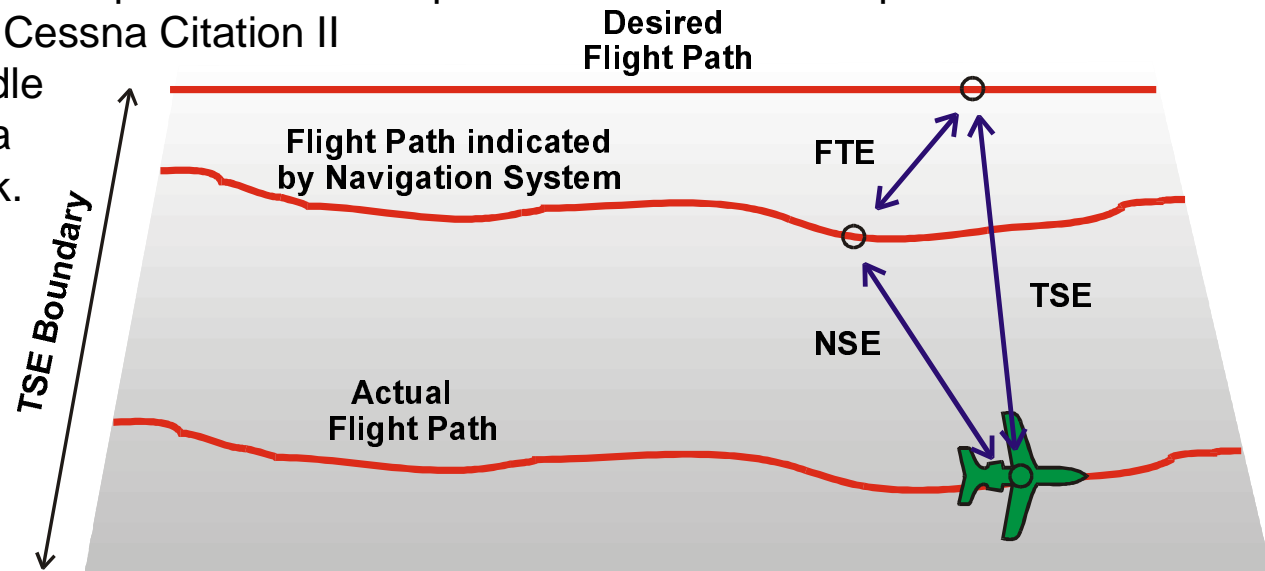 Cessna Citation II
Desired
Flight Path
Flight Path indicated
by Navigation System
FTE
TSE
NSE
TSE Boundary
Actual
Flight Path